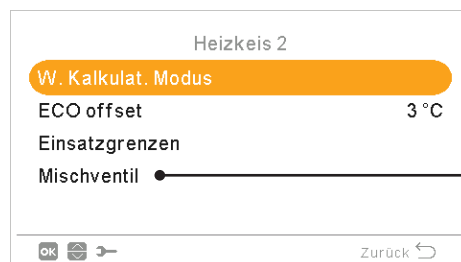 Heizkeis 2
W. Kalkulat. Modus
ECO offset 3 °C
Einsatzgrenzen
Mischventil
OK Zurück